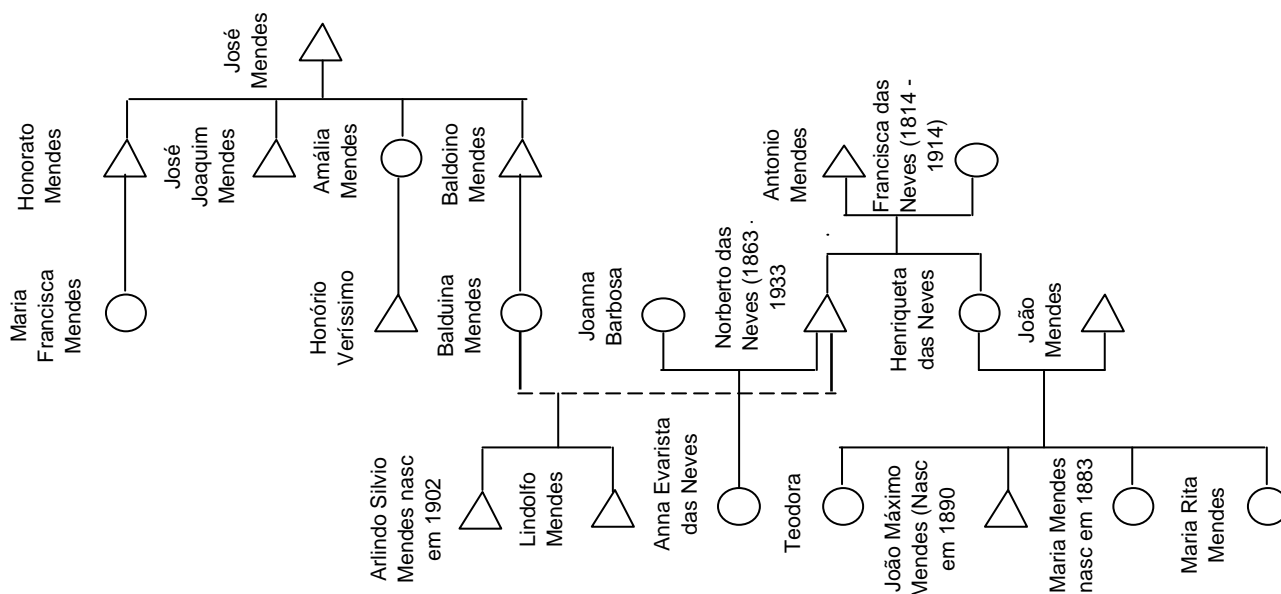 José
Mendes
Honorato
Mendes
José
Joaquim
Mendes
Amália
Mendes
Baldoino
Mendes
Antonio
Mendes
Francisca das
Neves (1814 -
1914)
Maria
Francisca
Mendes
Honório
Veríssimo
Balduina
Mendes
Joanna
Barbosa
Norberto das
Neves (1863 -
1933
Henriqueta
das Neves
João
Mendes
Arlindo Silvio
Mendes nasc
em 1902
Lindolfo
Mendes
Anna Evarista
das Neves
Teodora
João Máximo
Mendes (Nasc
em 1890
Maria Mendes
nasc em 1883
Maria Rita
Mendes